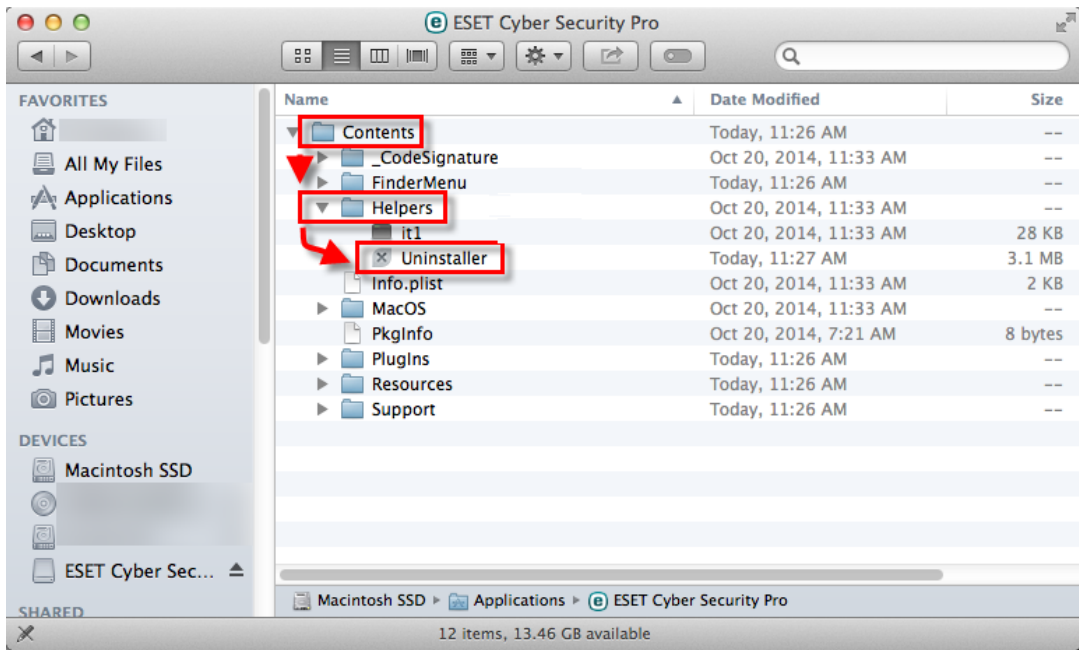 ESET Cyber Security Pro
FAVORITES
All My Files
Applications
Desktop
Documents
Downloads
Movies
Music
Pictures
DEVICES
Macintosh SSD
ESET Cyber Sec...
SHARED
Name Date Modified Size
Contents Today, 11:26 AM --
_CodeSignature Oct 20, 2014, 11:33 AM --
FinderMenu Today, 11:26 AM --
Helpers Oct 20, 2014, 11:33 AM --
it1 Oct 20, 2014, 11:33 AM 28 KB
Uninstaller Today, 11:27 AM 3.1 MB
Info.plist Oct 20, 2014, 11:33 AM 2 KB
MacOS Oct 20, 2014, 11:33 AM --
PkgInfo Oct 20, 2014, 7:21 AM 8 bytes
PlugIns Today, 11:26 AM --
Resources Today, 11:26 AM --
Support Today, 11:26 AM --
Macintosh SSD ▸ Applications ▸ ESET Cyber Security Pro
12 items, 13.46 GB available